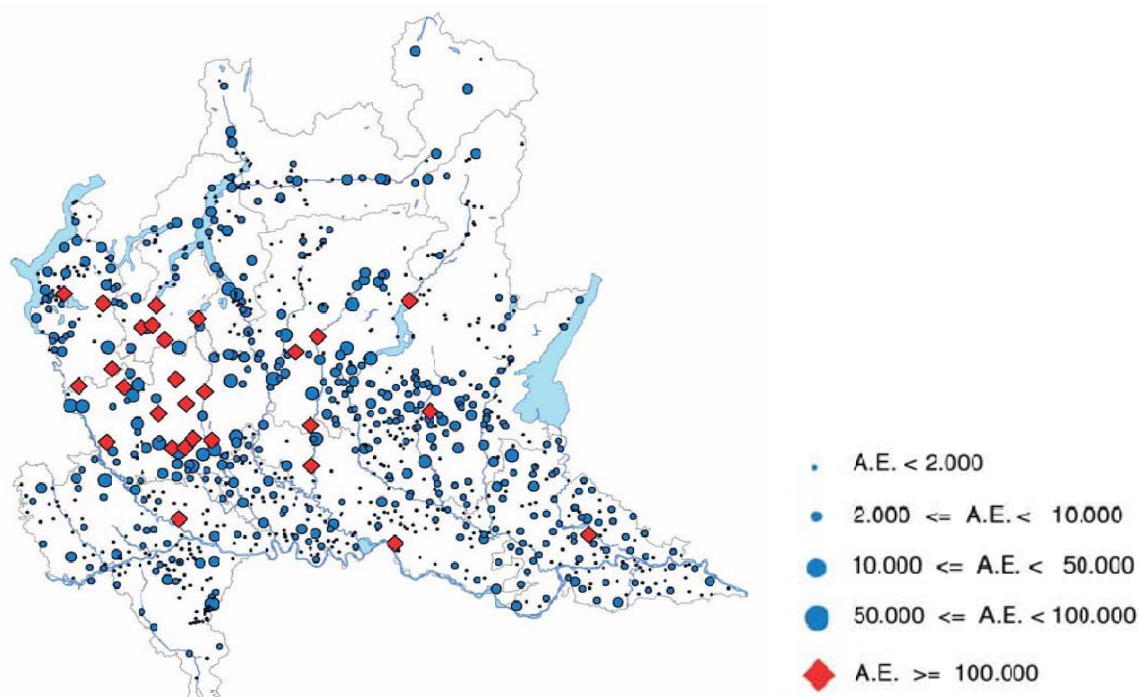 A.E. < 2.000
2.000 <= A.E. < 10.000
10.000 <= A.E. < 50.000
50.000 <= A.E. < 100.000
A.E. >= 100.000